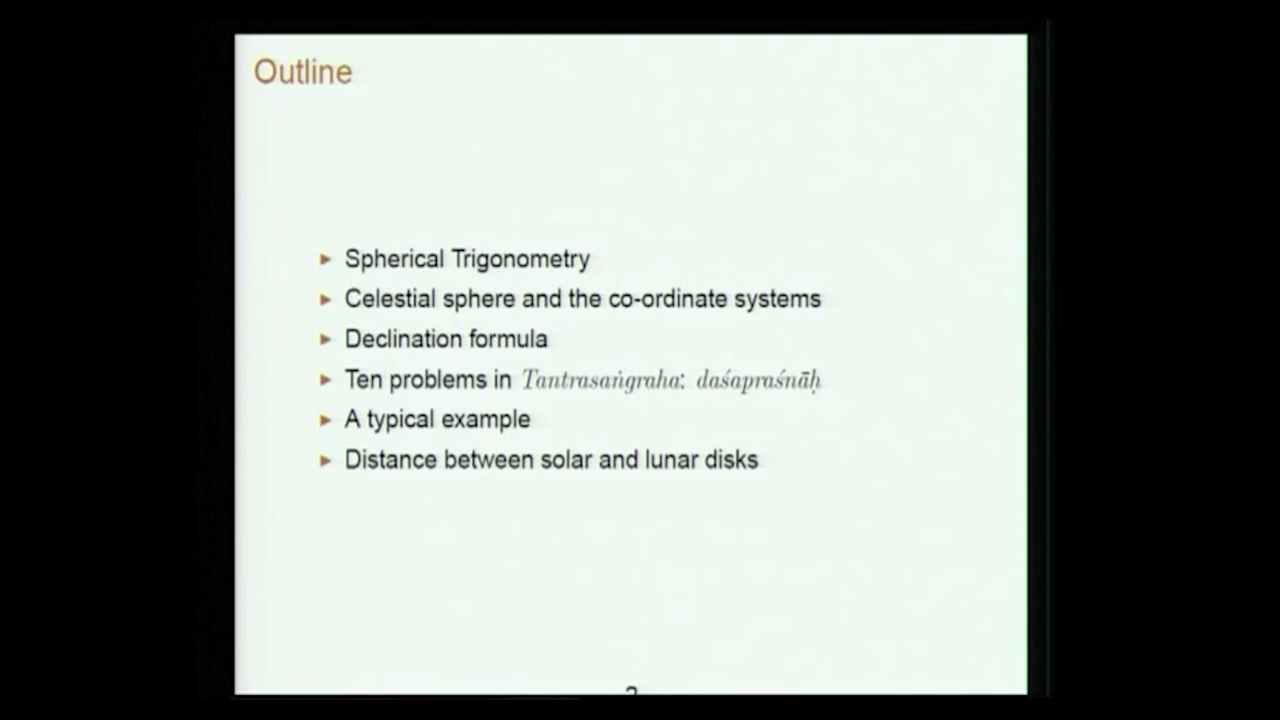 Outline
Spherical Trigonometry
Celestial sphere and the co-ordinate systems
Declination formula
Ten problems in Tantrasaṅgraha: daśapraśnāḥ
A typical example
Distance between solar and lunar disks